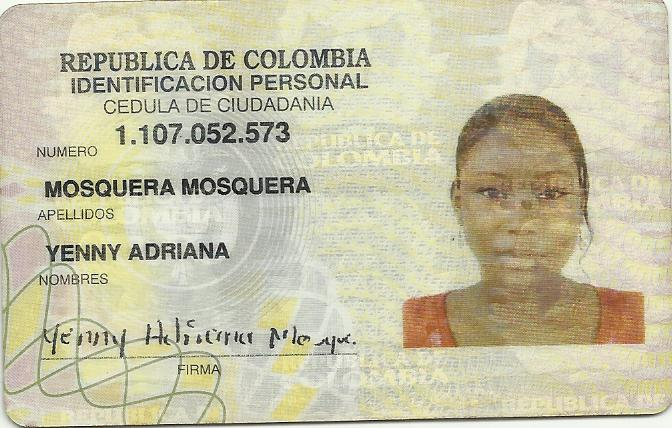 REPUBLICA DE COLOMBIA
IDENTIFICACION PERSONAL
CEDULA DE CIUDADANIA
NUMERO 1.107.052.573
MOSQUERA MOSQUERA
APELLIDOS
YENNY ADRIANA
NOMBRES
Yenny Adriana
FIRMA